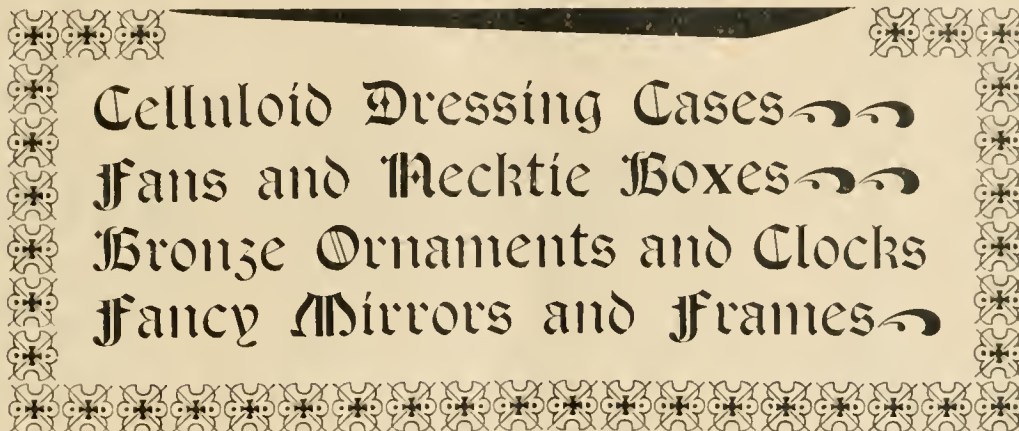 Celluloid Dressing Cases
Fans and Necktie Boxes
Bronze Ornaments and Clocks
Fancy Mirrors and Frames